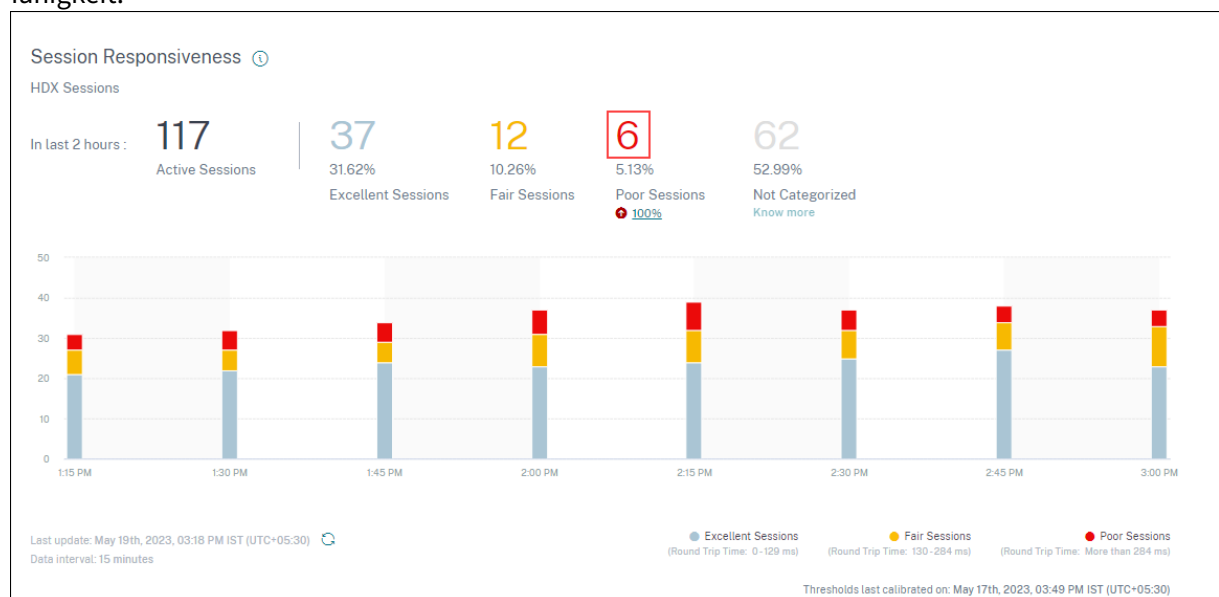 Session Responsiveness
HDX Sessions
In last 2 hours :
117
Active Sessions
37
31.62%
Excellent Sessions
12
10.26%
Fair Sessions
6
5.13%
Poor Sessions
100%
62
52.99%
Not Categorized
Know more
50
40
30
20
10
0
1:15 PM 1:30 PM 1:45 PM 2:00 PM 2:15 PM 2:30 PM 2:45 PM 3:00 PM
Last update: May 19th, 2023, 03:18 PM IST (UTC+05:30)
Data interval: 15 minutes
Excellent Sessions
(Round Trip Time: 0-129 ms)
Fair Sessions
(Round Trip Time: 130-284 ms)
Poor Sessions
(Round Trip Time: More than 284 ms)
Thresholds last calibrated on: May 17th, 2023, 03:49 PM IST (UTC+05:30)